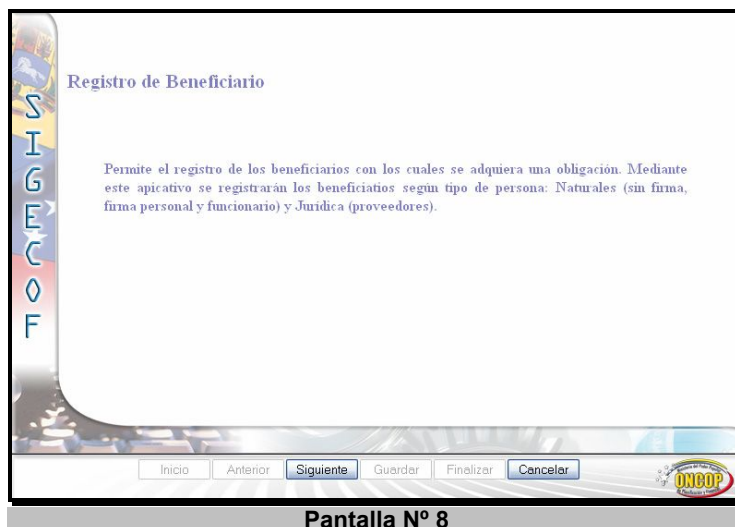 SIGECOF
Registro de Beneficiario
Permite el registro de los beneficiarios con los cuales se adquiera una obligación. Mediante
este apicativo se registrarán los beneficiatios según tipo de persona: Naturales (sin firma,
firma personal y funcionario) y Jurídica (proveedores).
Inicio Anterior Siguiente Guardar Finalizar Cancelar
ONCOP
Pantalla Nº 8